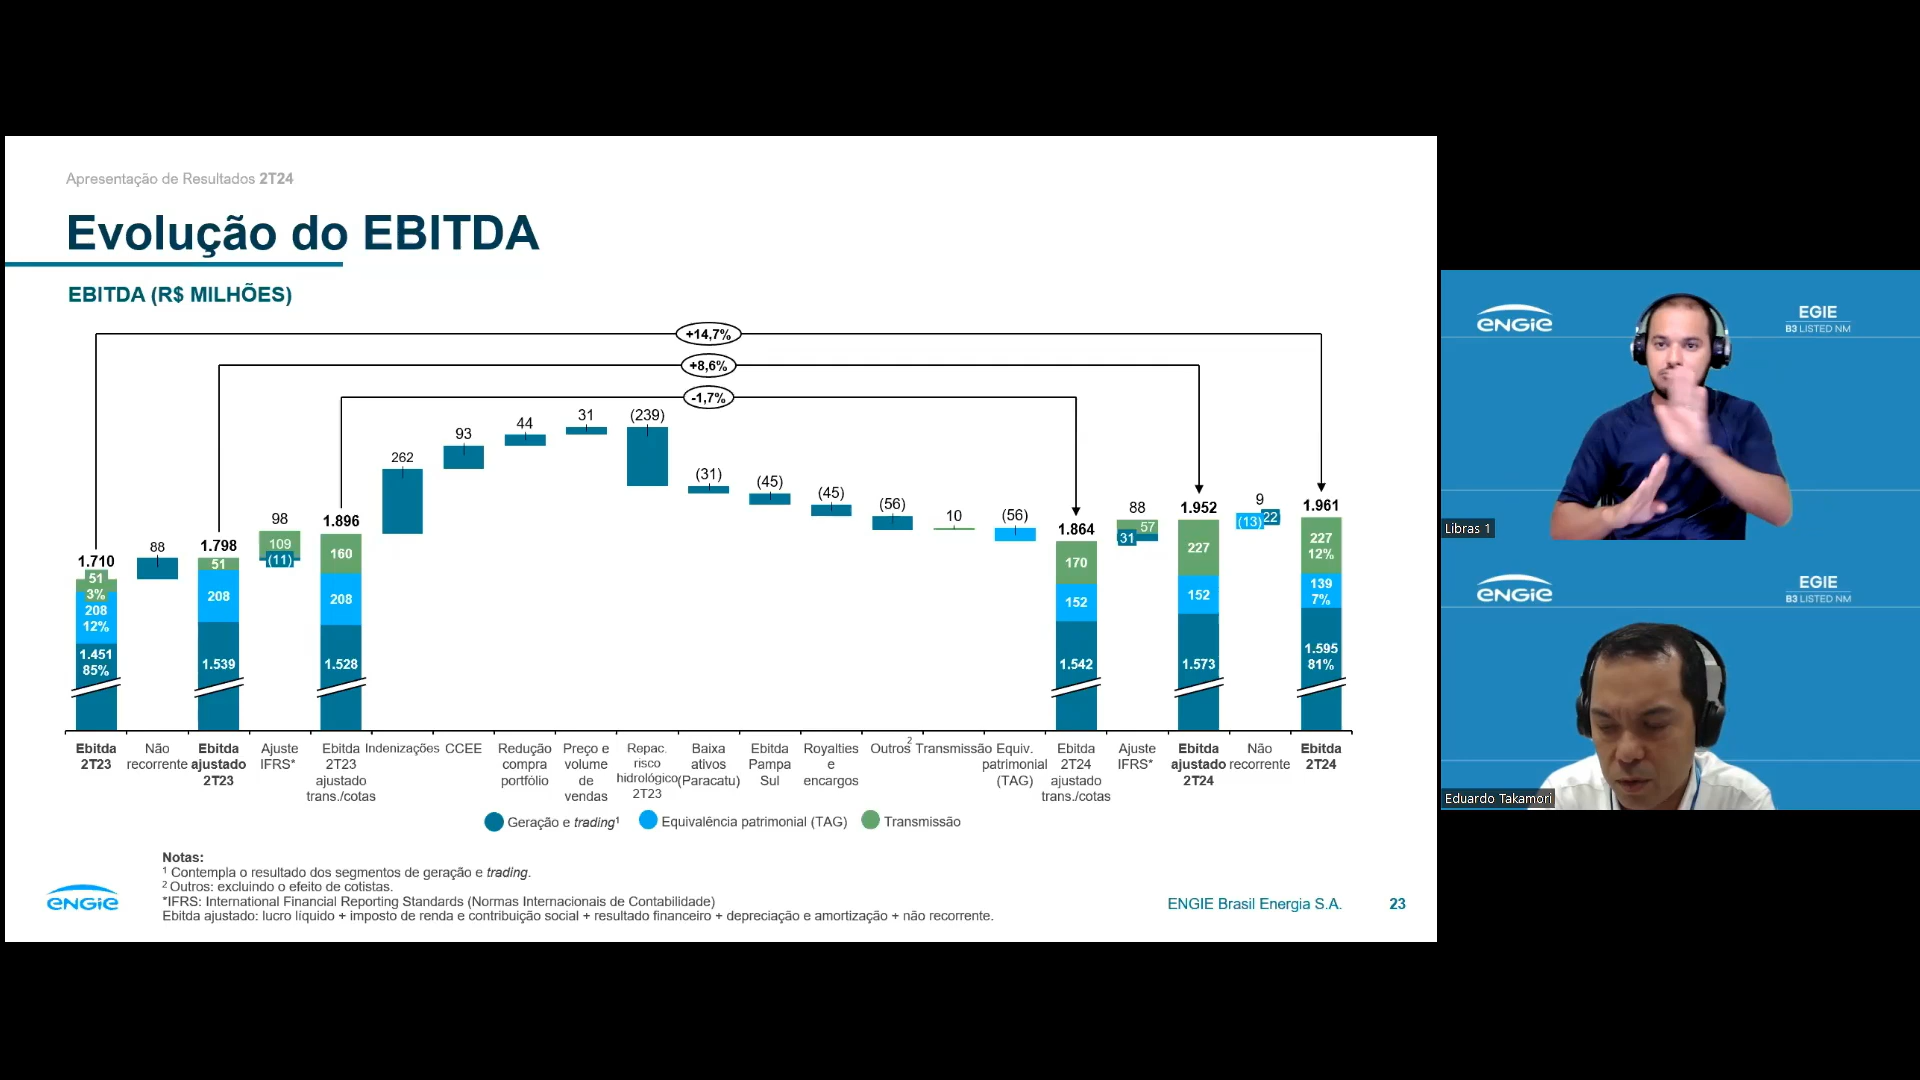 Apresentação de Resultados 2T24
Evolução do EBITDA
EBITDA (R$ MILHÕES)
+14,7%
+8,6%
-1,7%
1.710
51
3%
208
12%
1.451
85%
88
1.798
51
208
1.539
98
109
(11)
1.896
160
208
1.528
262
93
44
31
(239)
(31)
(45)
(45)
(56)
10
(56)
1.864
170
152
1.542
88
57
31
1.952
227
152
1.573
9
(13)
22
1.961
227
12%
139
7%
1.595
81%
Ebitda
2T23
Não
recorrente
Ebitda
ajustado
2T23
Ajuste
IFRS*
Ebitda
2T23
ajustado
trans./cotas
Indenizações
CCEE
Redução
compra
portfólio
Preço e
volume
de
vendas
Repac.
risco
hidrológico
2T23
Baixa
ativos
(Paracatu)
Ebitda
Pampa
Sul
Royalties
e
encargos
Outros 2
Transmissão
Equiv.
patrimonial
(TAG)
Ebitda
2T24
ajustado
trans./cotas
Ajuste
IFRS*
Ebitda
ajustado
2T24
Não
recorrente
Ebitda
2T24
Geração e trading¹
Equivalência patrimonial (TAG)
Transmissão
Notas:
¹ Contempla o resultado dos segmentos de geração e trading.
² Outros: excluindo o efeito de cotistas.
*IFRS: International Financial Reporting Standards (Normas Internacionais de Contabilidade)
Ebitda ajustado: lucro líquido + imposto de renda e contribuição social + resultado financeiro + depreciação e amortização + não recorrente.
ENGIE
ENGIE Brasil Energia S.A.
23
ENGIE
EGIE
B3 LISTED NM
Libras 1
ENGIE
EGIE
B3 LISTED NM
Eduardo Takamori